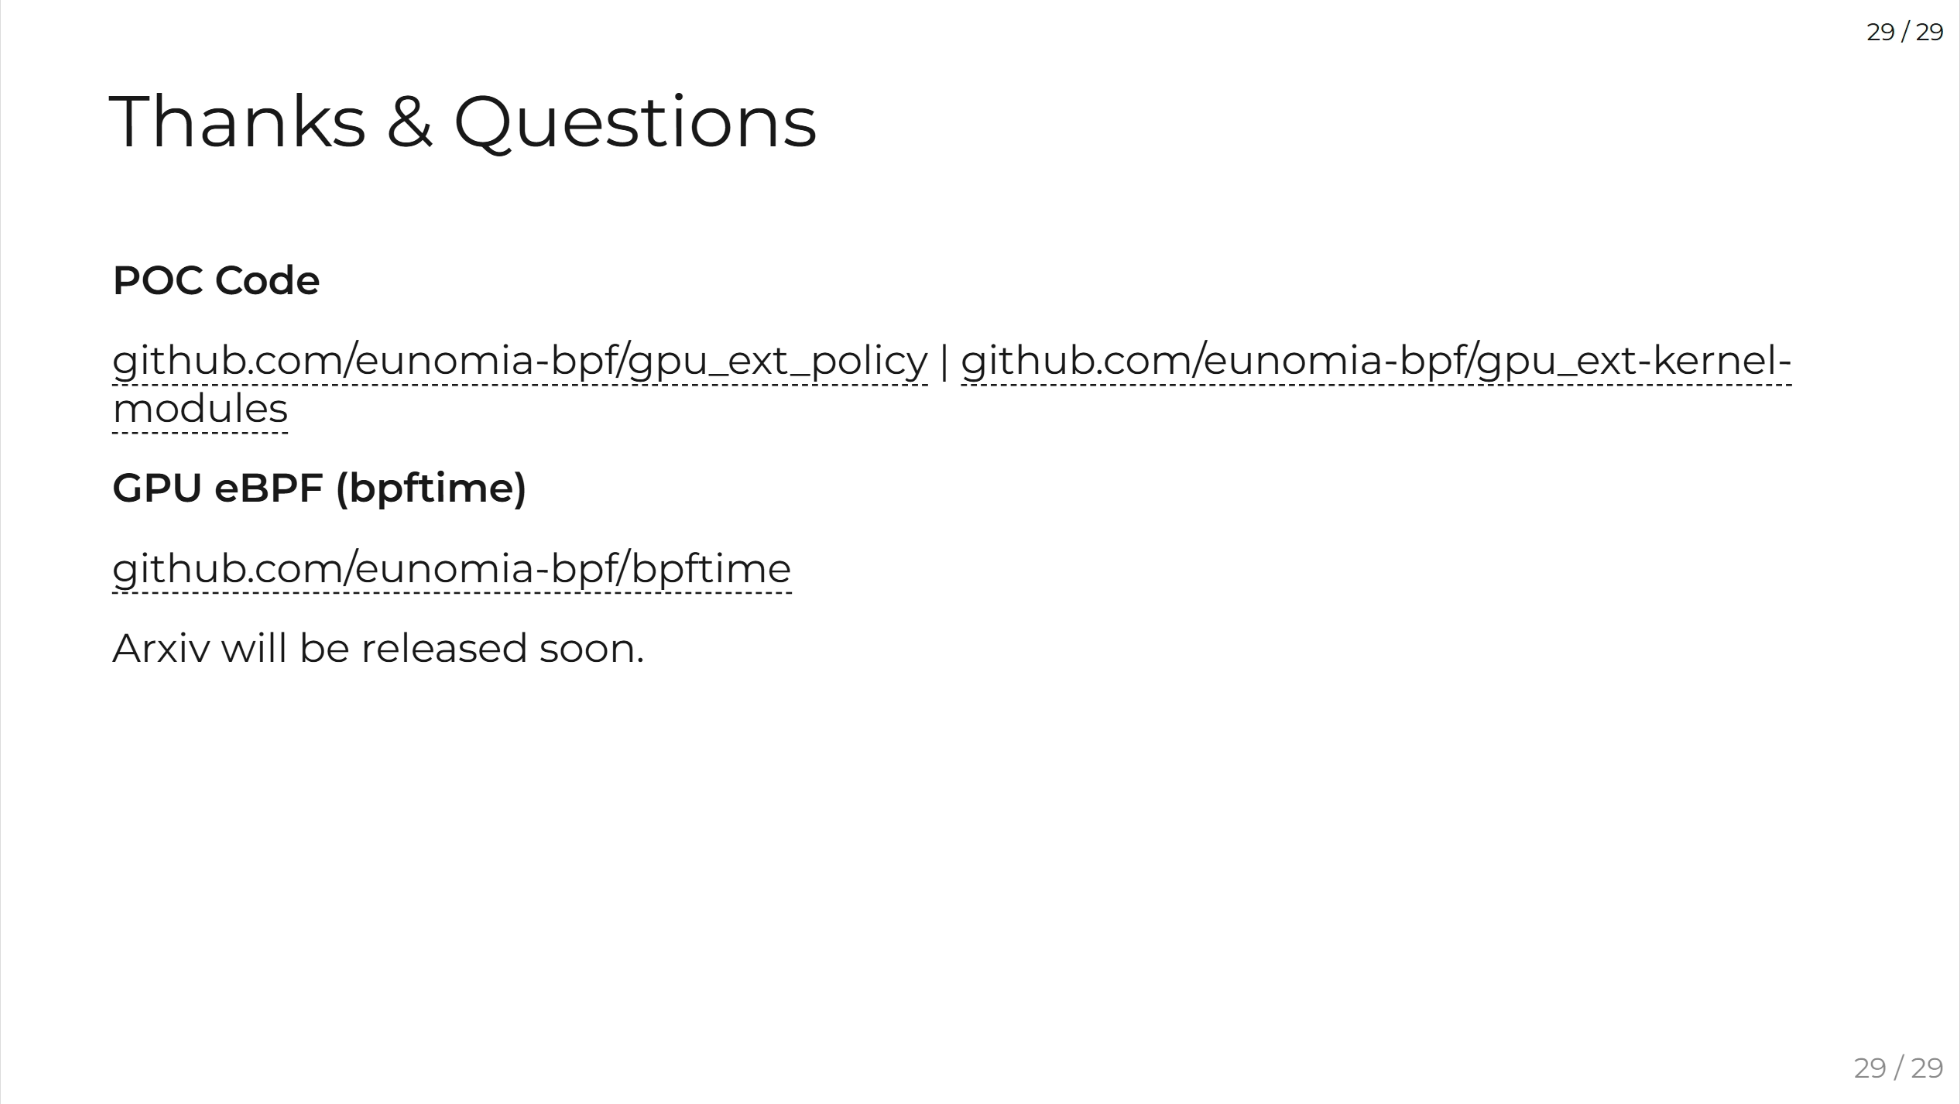 29 / 29
Thanks & Questions
POC Code
github.com/eunomia-bpf/gpu_ext_policy | github.com/eunomia-bpf/gpu_ext-kernel-
modules
GPU eBPF (bpftime)
github.com/eunomia-bpf/bpftime
Arxiv will be released soon.
29 / 29